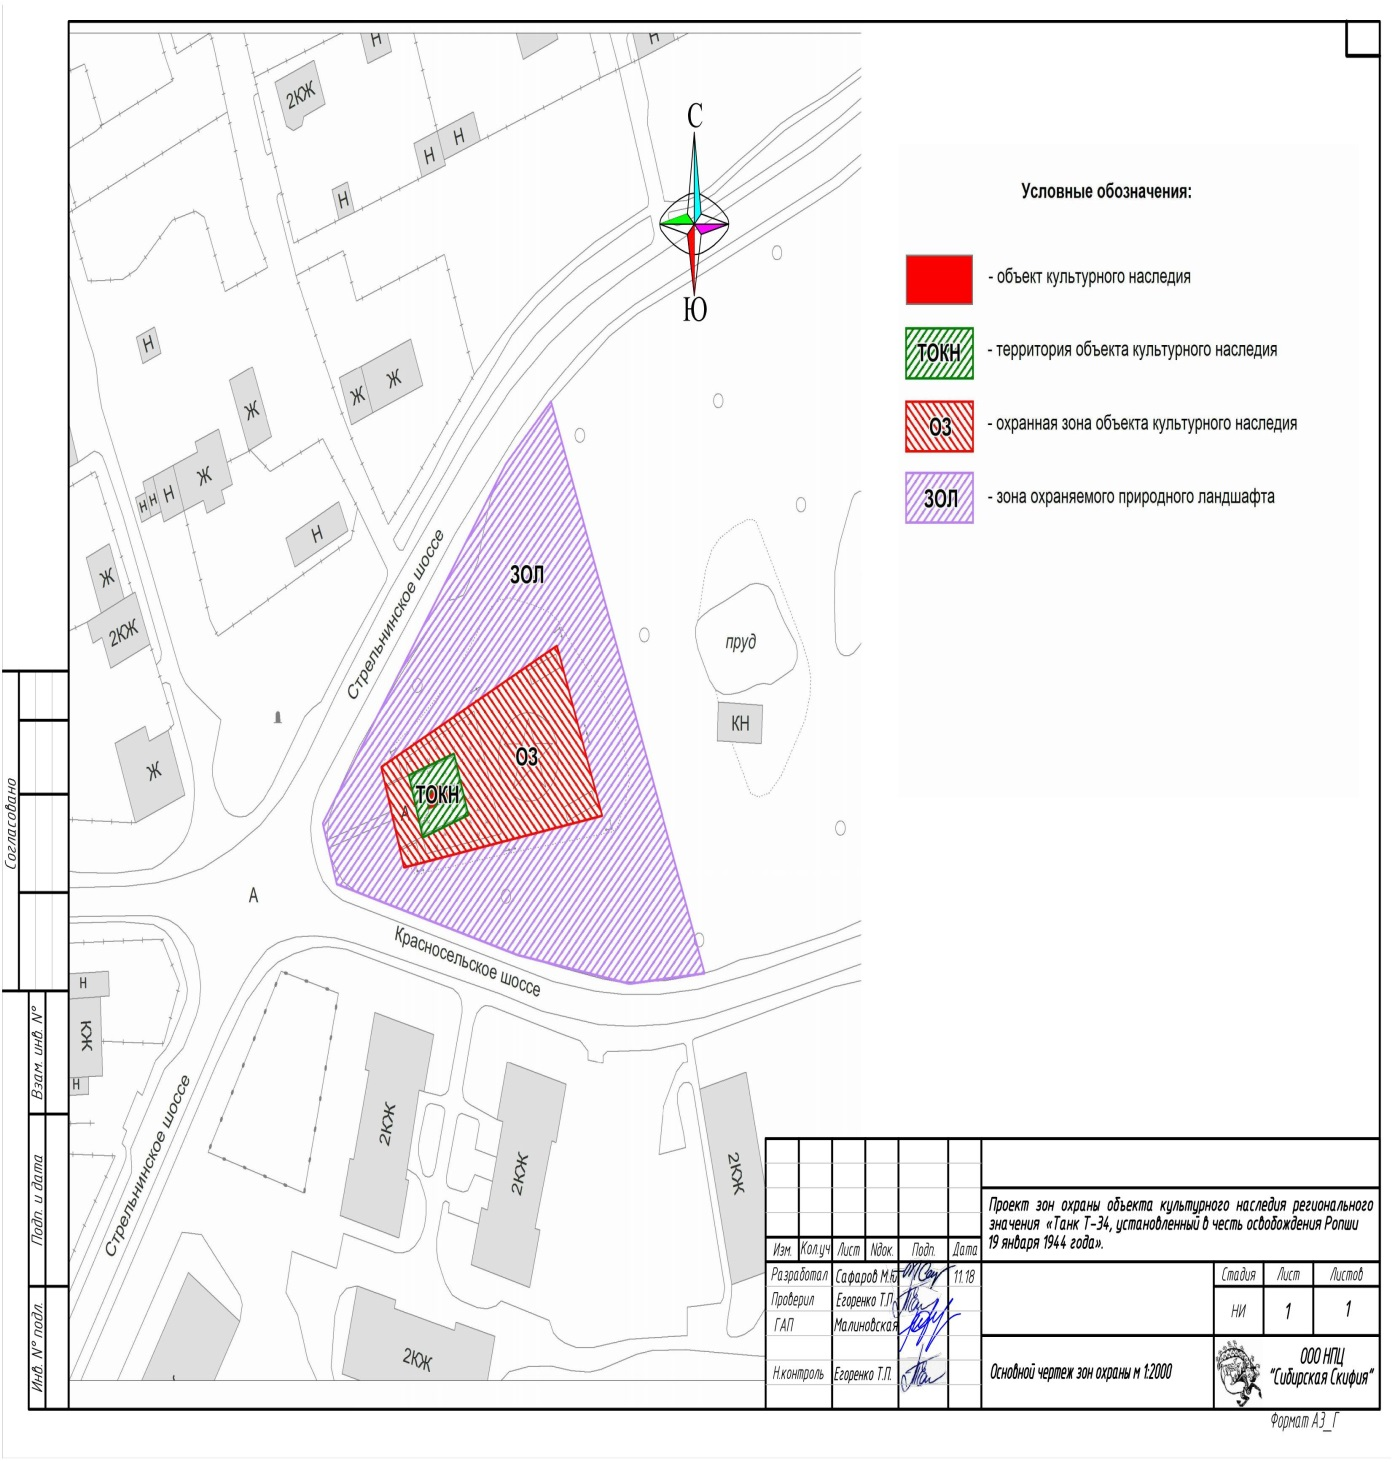 Н
Н
2КЖ
С
Н
Н
Н
Ю
Условные обозначения:
- объект культурного наследия
ТОКН - территория объекта культурного наследия
ОЗ - охранная зона объекта культурного наследия
ЗОЛ - зона охраняемого природного ландшафта
Н
Ж
Ж
Ж
Ж
Н
Н
Н
Н
Ж
2КЖ
Ж
Стрельнинское шоссе
ЗОЛ
пруд
КН
ОЗ
ТОКН
А
А
Красносельское шоссе
Н
КЖ
Н
Стрельнинское шоссе
2КЖ
2КЖ
2КЖ
2КЖ
Согласовано
Взам. инв. N°
Подп. и дата
Инв. N° подл.
Проект зон охраны объекта культурного наследия регионального
значения «Танк Т-34, установленный в честь освобождения Ропши
19 января 1944 года».
Изм. Кол.уч Лист Nдок. Подп. Дата
Разработал Сафаров М.Ю 11.18
Проверил Егоренко Т.П.
ГАП Малиновская
Н.контроль Егоренко Т.П.
Стадия Лист Листов
НИ 1 1
Основной чертеж зон охраны м 1:2000
ООО НПЦ
"Сибирская Скифия"
Формат А3_Г